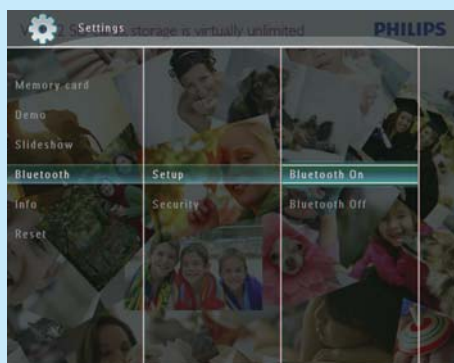 Settings
V 2 S storage is virtually unlimited
PHILIPS
Memory card
Demo
Slideshow
Bluetooth Setup Bluetooth On
Info Security Bluetooth Off
Reset